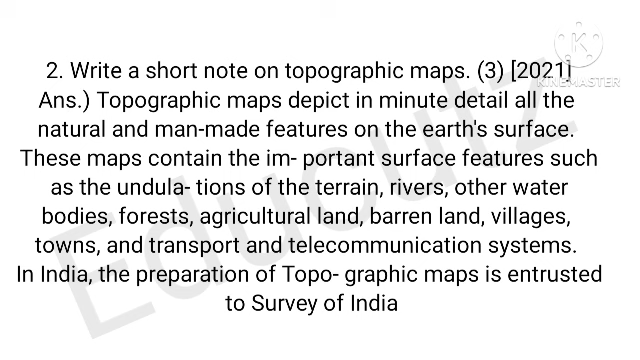 2. Write a short note on topographic maps. (3) [2021]
Ans.) Topographic maps depict in minute detail all the
natural and man-made features on the earth's surface.
These maps contain the im- portant surface features such
as the undula- tions of the terrain, rivers, other water
bodies, forests, agricultural land, barren land, villages,
towns, and transport and telecommunication systems.
In India, the preparation of Topo- graphic maps is entrusted
to Survey of India
K
KINEMASTER
Educutz